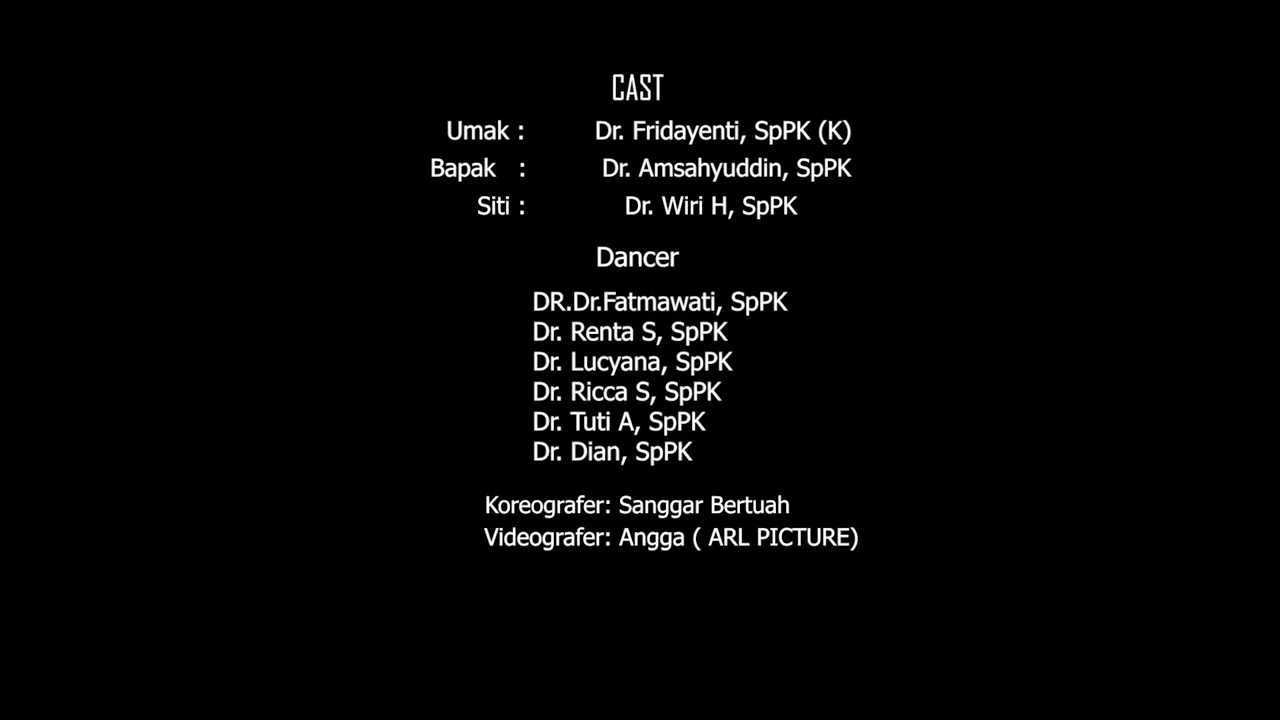 CAST
Umak : Dr. Fridayenti, SpPK (K)
Bapak : Dr. Amsahyuddin, SpPK
Siti : Dr. Wiri H, SpPK
Dancer
DR.Dr.Fatmawati, SpPK
Dr. Renta S, SpPK
Dr. Lucyana, SpPK
Dr. Ricca S, SpPK
Dr. Tuti A, SpPK
Dr. Dian, SpPK
Koreografer: Sanggar Bertuah
Videografer: Angga ( ARL PICTURE)